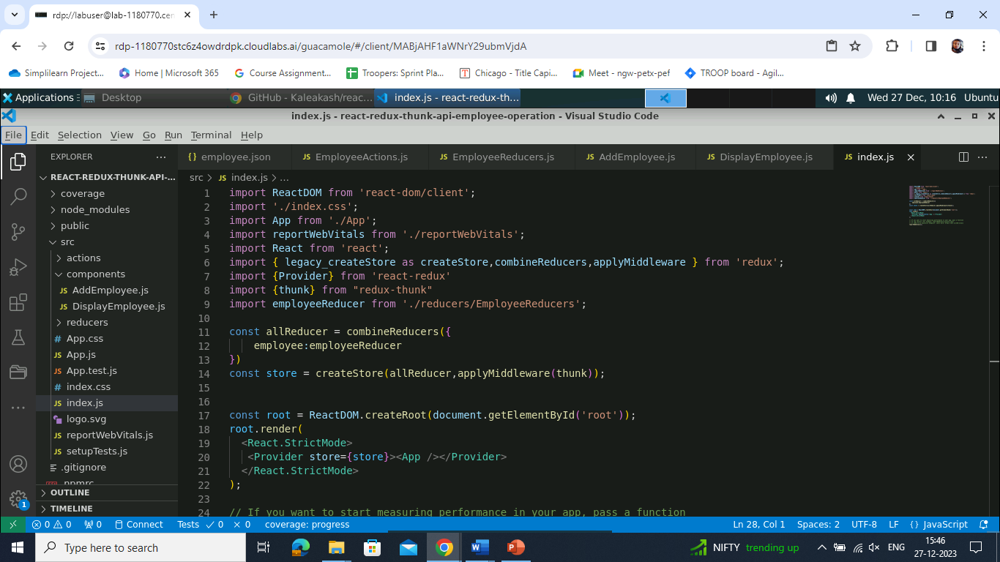 rdp://labuser@lab-1180770.cen
rdp-1180770stc6z4owdrdpk.cloudlabs.ai/guacamole/#/client/MABjAHF1aWNrY29ubmVjdA
Simplilearn Project...
Home | Microsoft 365
Course Assignment...
Troopers: Sprint Pla...
Chicago - Title Capi...
Meet - ngw-petx-pef
TROOP board - Agil...
Applications
Desktop
GitHub - Kaleakash/reac...
index.js - react-redux-th...
Wed 27 Dec, 10:16 Ubuntu
index.js - react-redux-thunk-api-employee-operation - Visual Studio Code
File Edit Selection View Go Run Terminal Help
EXPLORER ...
{} employee.json
JS EmployeeActions.js
JS EmployeeReducers.js
JS AddEmployee.js
JS DisplayEmployee.js
JS index.js
REACT-REDUX-THUNK-API-...
coverage
node_modules
public
src
actions
components
JS AddEmployee.js
JS DisplayEmployee.js
reducers
# App.css
JS App.js
JS App.test.js
# index.css
JS index.js
logo.svg
JS reportWebVitals.js
JS setupTests.js
.gitignore
.npmrc
OUTLINE
TIMELINE
1
src > JS index.js > ...
1 import ReactDOM from 'react-dom/client';
2 import './index.css';
3 import App from './App';
4 import reportWebVitals from './reportWebVitals';
5 import React from 'react';
6 import { legacy_createStore as createStore,combineReducers,applyMiddleware } from 'redux';
7 import {Provider} from 'react-redux'
8 import {thunk} from "redux-thunk"
9 import employeeReducer from './reducers/EmployeeReducers';
10
11 const allReducer = combineReducers({
12 employee:employeeReducer
13 })
14 const store = createStore(allReducer,applyMiddleware(thunk));
15
16
17 const root = ReactDOM.createRoot(document.getElementById('root'));
18 root.render(
19 <React.StrictMode>
20 <Provider store={store}><App /></Provider>
21 </React.StrictMode>
22 );
23
24 // If you want to start measuring performance in your app, pass a function
0 0 0 Connect Tests 0 0 coverage: progress
Ln 28, Col 1 Spaces: 2 UTF-8 LF {} JavaScript
Type here to search
NIFTY trending up
ENG
15:46
27-12-2023